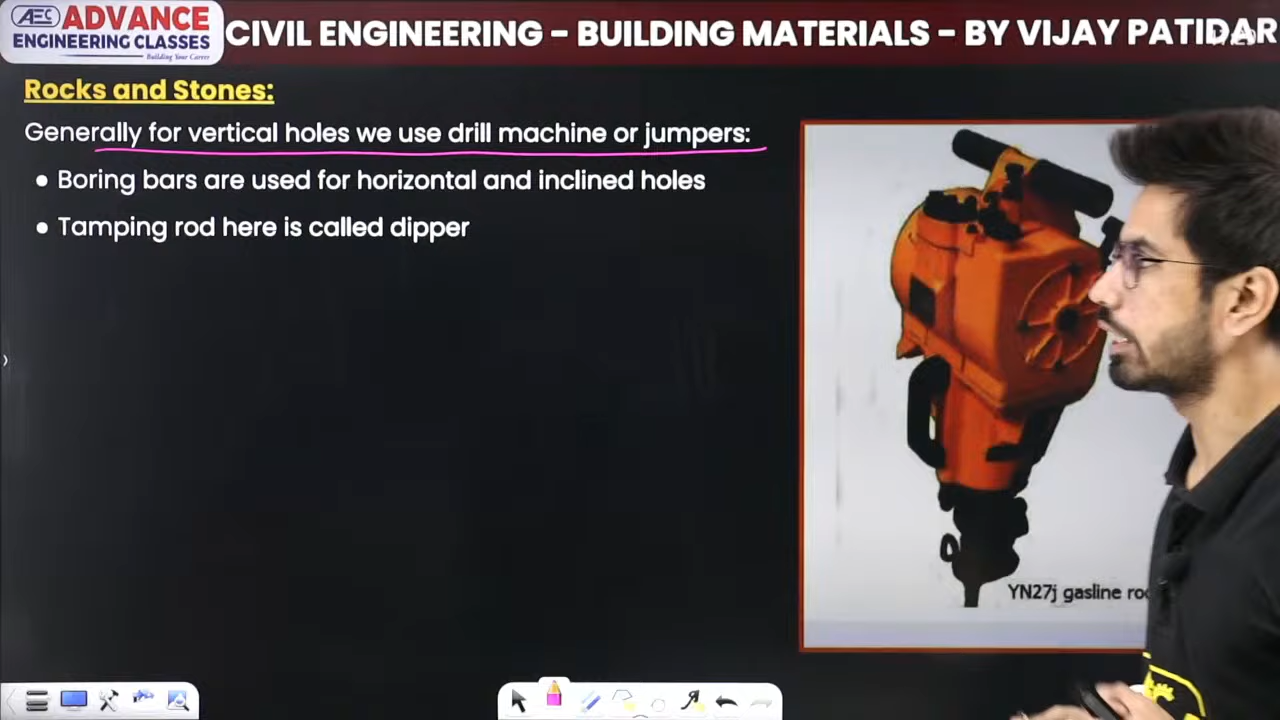 AEC ADVANCE
ENGINEERING CLASSES
Building Your Career
CIVIL ENGINEERING - BUILDING MATERIALS - BY VIJAY PATIDAR
Rocks and Stones:
Generally for vertical holes we use drill machine or jumpers:
• Boring bars are used for horizontal and inclined holes
• Tamping rod here is called dipper
YN27j gasline